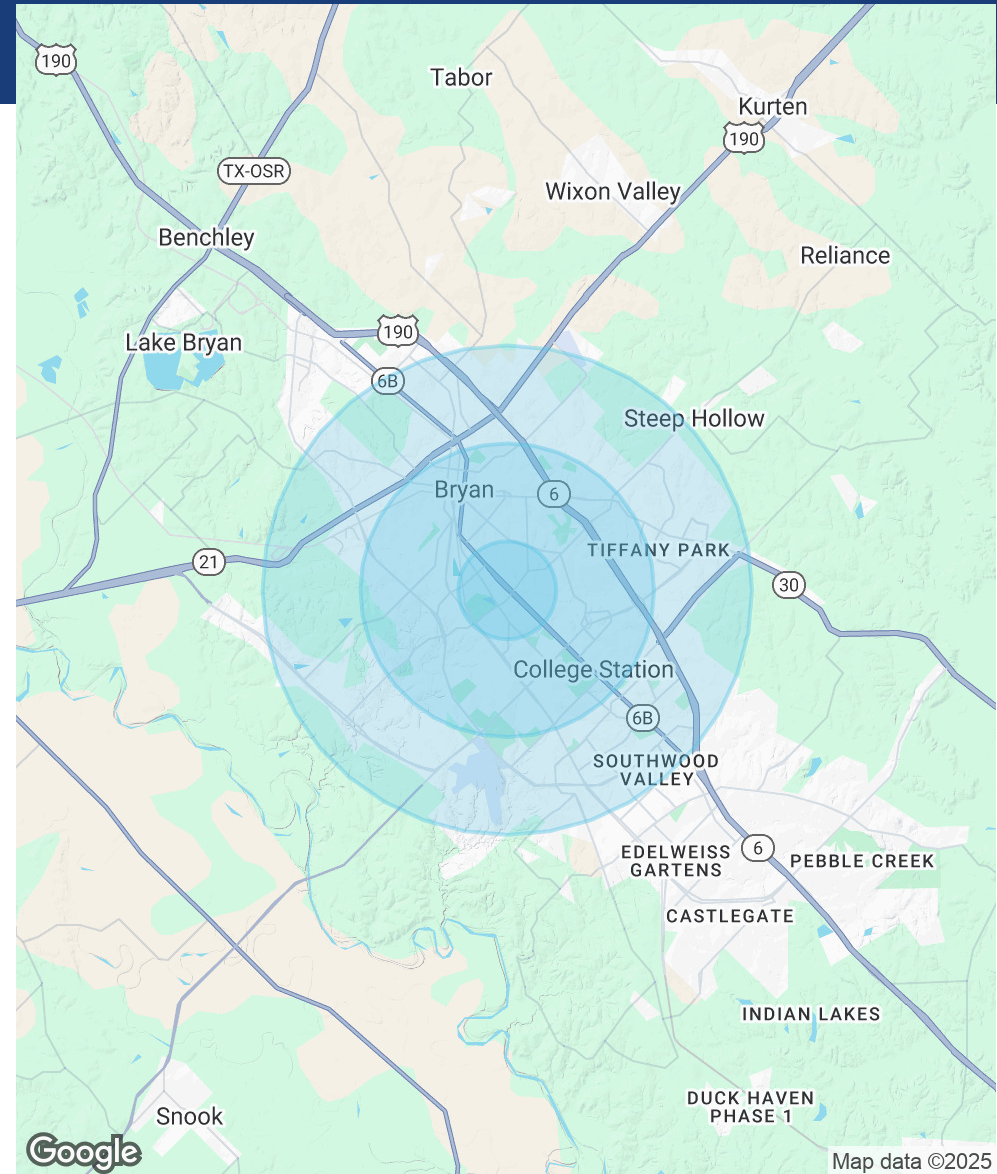 190
Tabor
Kurten
190
TX-OSR
Wixon Valley
Benchley
Reliance
190
Lake Bryan
6B
Steep Hollow
Bryan
6
TIFFANY PARK
21
30
College Station
6B
SOUTHWOOD
VALLEY
6
EDELWEISS
GARTENS
PEBBLE CREEK
CASTLEGATE
INDIAN LAKES
DUCK HAVEN
PHASE 1
Snook
Google
Map data ©2025